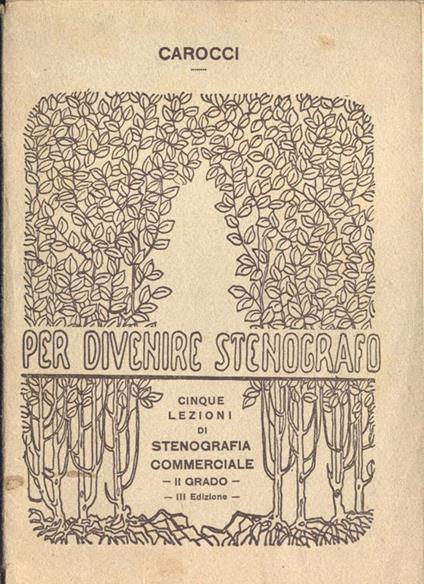 CAROCCI
PER DIVENIRE STENOGRAFO
CINQUE
LEZIONI
DI
STENOGRAFIA
COMMERCIALE
— II GRADO —
— III Edizione —